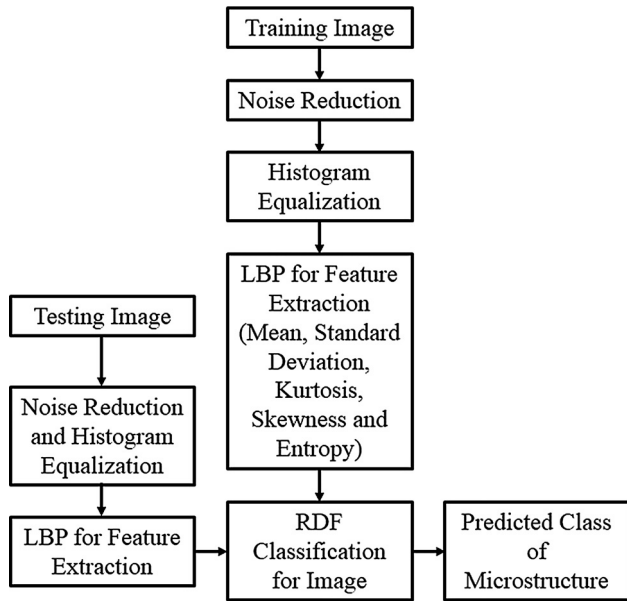 Training Image
Noise Reduction
Histogram
Equalization
LBP for Feature
Extraction
(Mean, Standard
Deviation,
Kurtosis,
Skewness and
Entropy)
Testing Image
Noise Reduction
and Histogram
Equalization
LBP for Feature
Extraction
RDF
Classification
for Image
Predicted Class
of
Microstructure